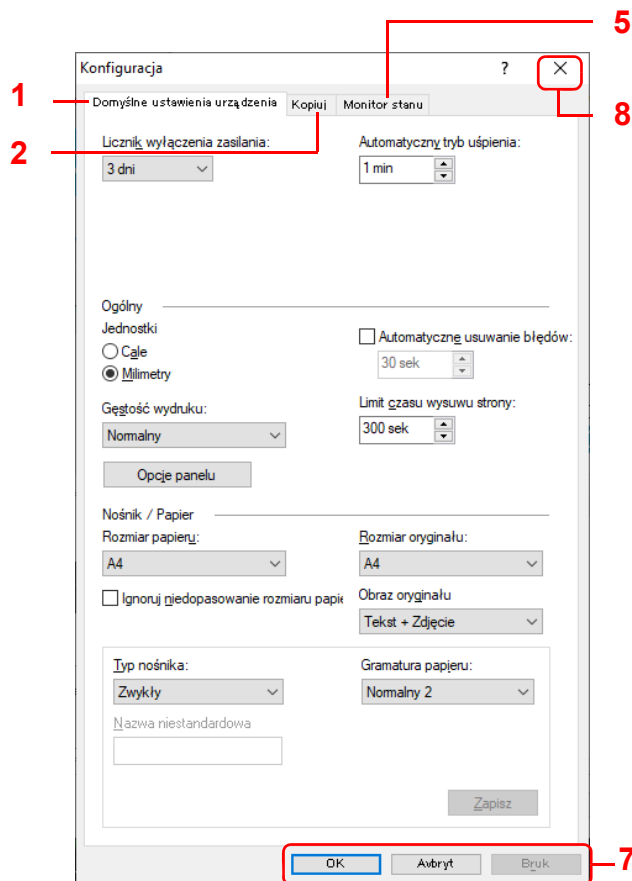 5
Konfiguracja ?
1 Domyślne ustawienia urządzenia Kopiuj Monitor stanu 8
2 Licznik wyłączenia zasilania: Automatyczny tryb uśpienia:
3 dni 1 min
Ogólny
Jednostki Automatyczne usuwanie błędów:
Cale 30 sek
Milimetry
Gęstość wydruku: Limit czasu wysuwu strony:
Normalny 300 sek
Opcje panelu
Nośnik / Papier
Rozmiar papieru: Rozmiar oryginału:
A4 A4
Ignoruj niedopasowanie rozmiaru papie Obraz oryginału
Tekst + Zdjęcie
Typ nośnika: Gramatura papieru:
Zwykły Normalny 2
Nazwa niestandardowa
Zapisz
OK Avbryt Bruk 7